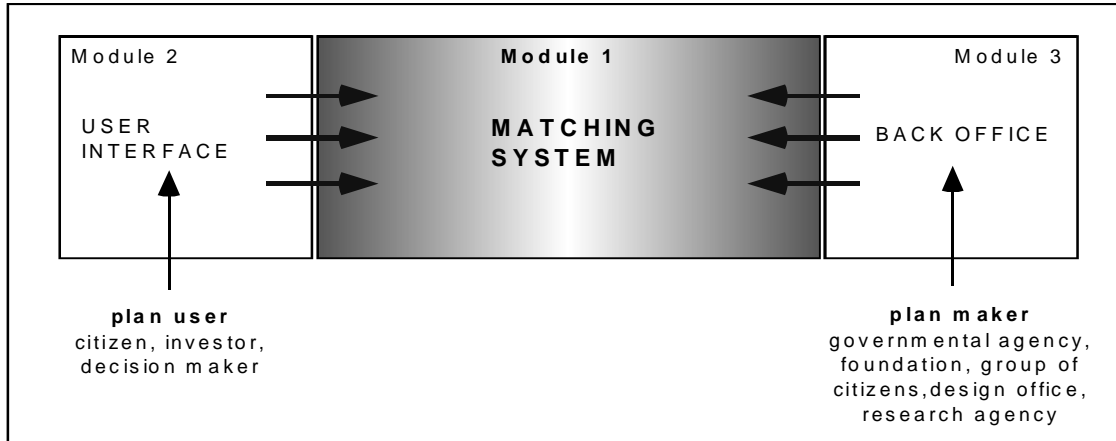 Module 2
USER
INTERFACE
Module 1
MATCHING
SYSTEM
Module 3
BACK OFFICE
plan user
citizen, investor,
decision maker
plan maker
governmental agency,
foundation, group of
citizens,design office,
research agency